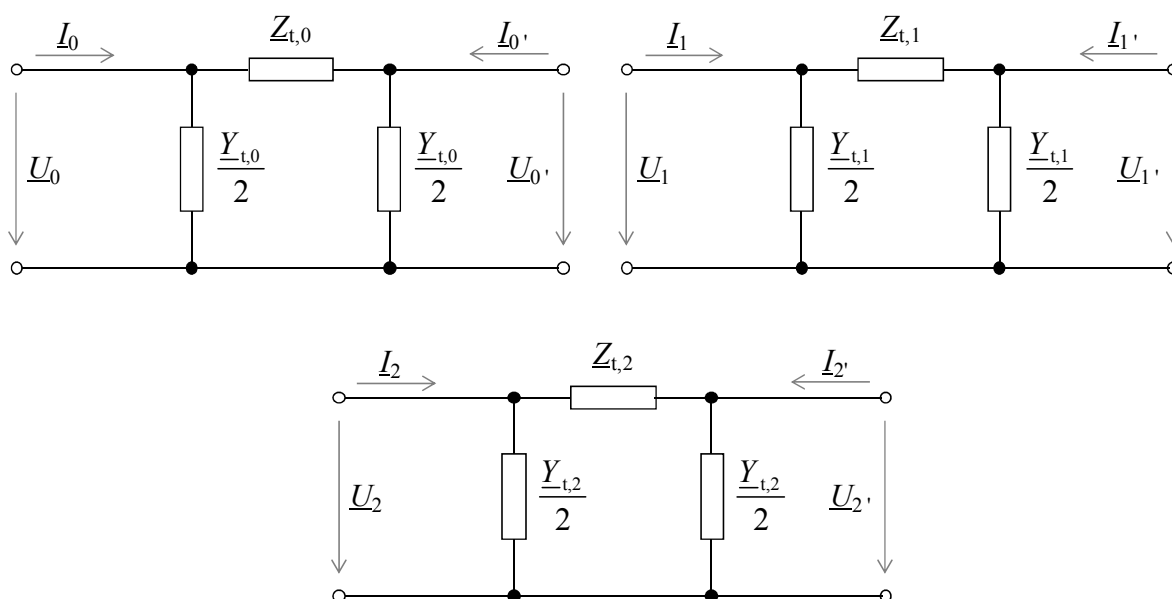 I0 Zt,0 I0' I1 Zt,1 I1'
U0 Yt,0/2 Yt,0/2 U0' U1 Yt,1/2 Yt,1/2 U1'
I2 Zt,2 I2'
U2 Yt,2/2 Yt,2/2 U2'